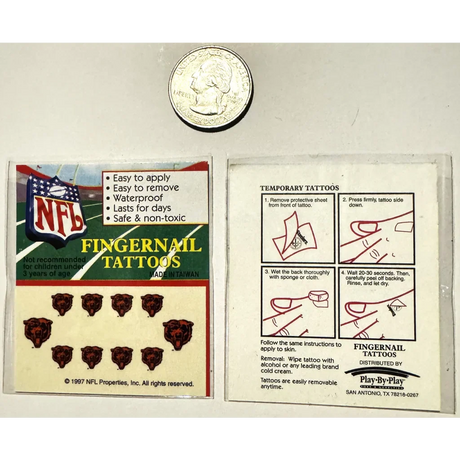 NFL
• Easy to apply
• Easy to remove
• Waterproof
• Lasts for days
• Safe & non-toxic
FINGERNAIL
TATTOOS
Not recommended
for children under
3 years of age.
MADE IN TAIWAN
© 1997 NFL Properties, Inc. All rights reserved.
TEMPORARY TATTOOS
1. Remove protective sheet
from front of tattoo.
2. Press firmly, tattoo side
down.
3. Wet the back thoroughly
with sponge or cloth.
4. Wait 20-30 seconds. Then,
carefully peel off backing.
Rinse, and let dry.
Follow the same instructions to
apply to skin.
Removal: Wipe tattoo with
alcohol or any leading brand
cold cream.
Tattoos are easily removable
anytime.
FINGERNAIL
TATTOOS
DISTRIBUTED BY
Play-By-Play
SAN ANTONIO, TX 78218-0267